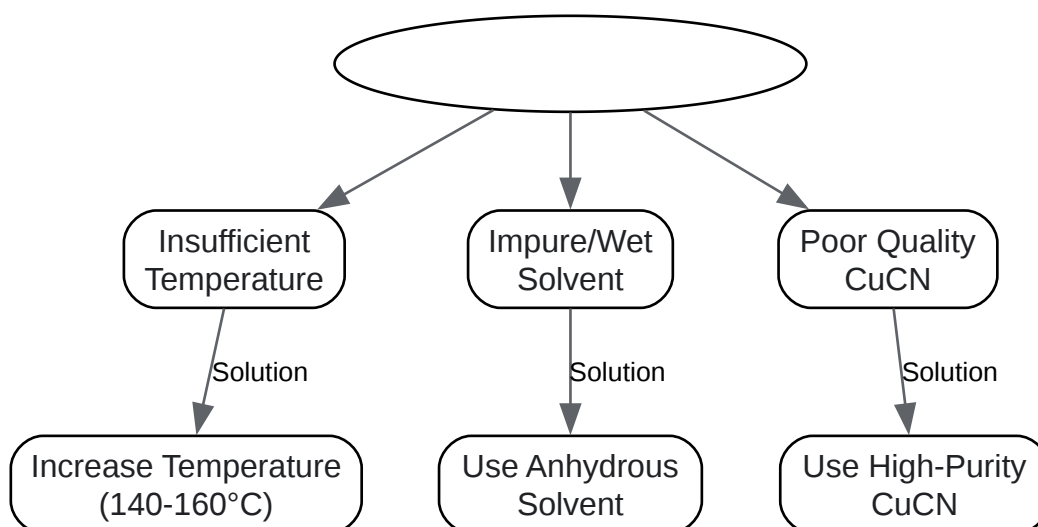 Insufficient
Temperature
Impure/Wet
Solvent
Poor Quality
CuCN
Solution
Solution
Solution
Increase Temperature
(140-160°C)
Use Anhydrous
Solvent
Use High-Purity
CuCN